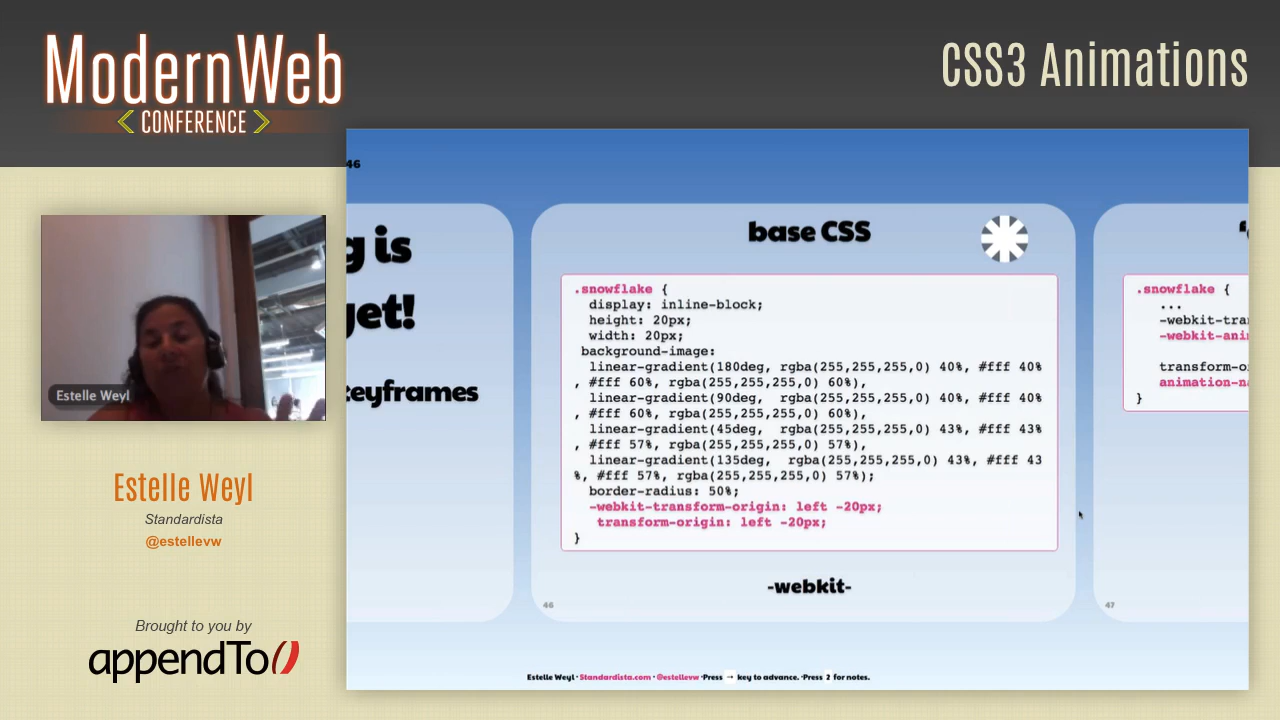 ModernWeb
< CONFERENCE >
CSS3 Animations
46
g is
get!
keyframes
base CSS
.snowflake {
display: inline-block;
height: 20px;
width: 20px;
background-image:
linear-gradient(180deg, rgba(255,255,255,0) 40%, #fff 40%
, #fff 60%, rgba(255,255,255,0) 60%),
linear-gradient(90deg, rgba(255,255,255,0) 40%, #fff 40%
, #fff 60%, rgba(255,255,255,0) 60%),
linear-gradient(45deg, rgba(255,255,255,0) 43%, #fff 43%
, #fff 57%, rgba(255,255,255,0) 57%),
linear-gradient(135deg, rgba(255,255,255,0) 43%, #fff 43
%, #fff 57%, rgba(255,255,255,0) 57%);
border-radius: 50%;
-webkit-transform-origin: left -20px;
transform-origin: left -20px;
}
-webkit-
46
.snowflake {
...
-webkit-tran
-webkit-ani
transform-o
animation-na
}
47
Estelle Weyl · Standardista.com · @estellevw ·Press → key to advance. ·Press 2 for notes.
Estelle Weyl
Estelle Weyl
Standardista
@estellevw
Brought to you by
appendTo()